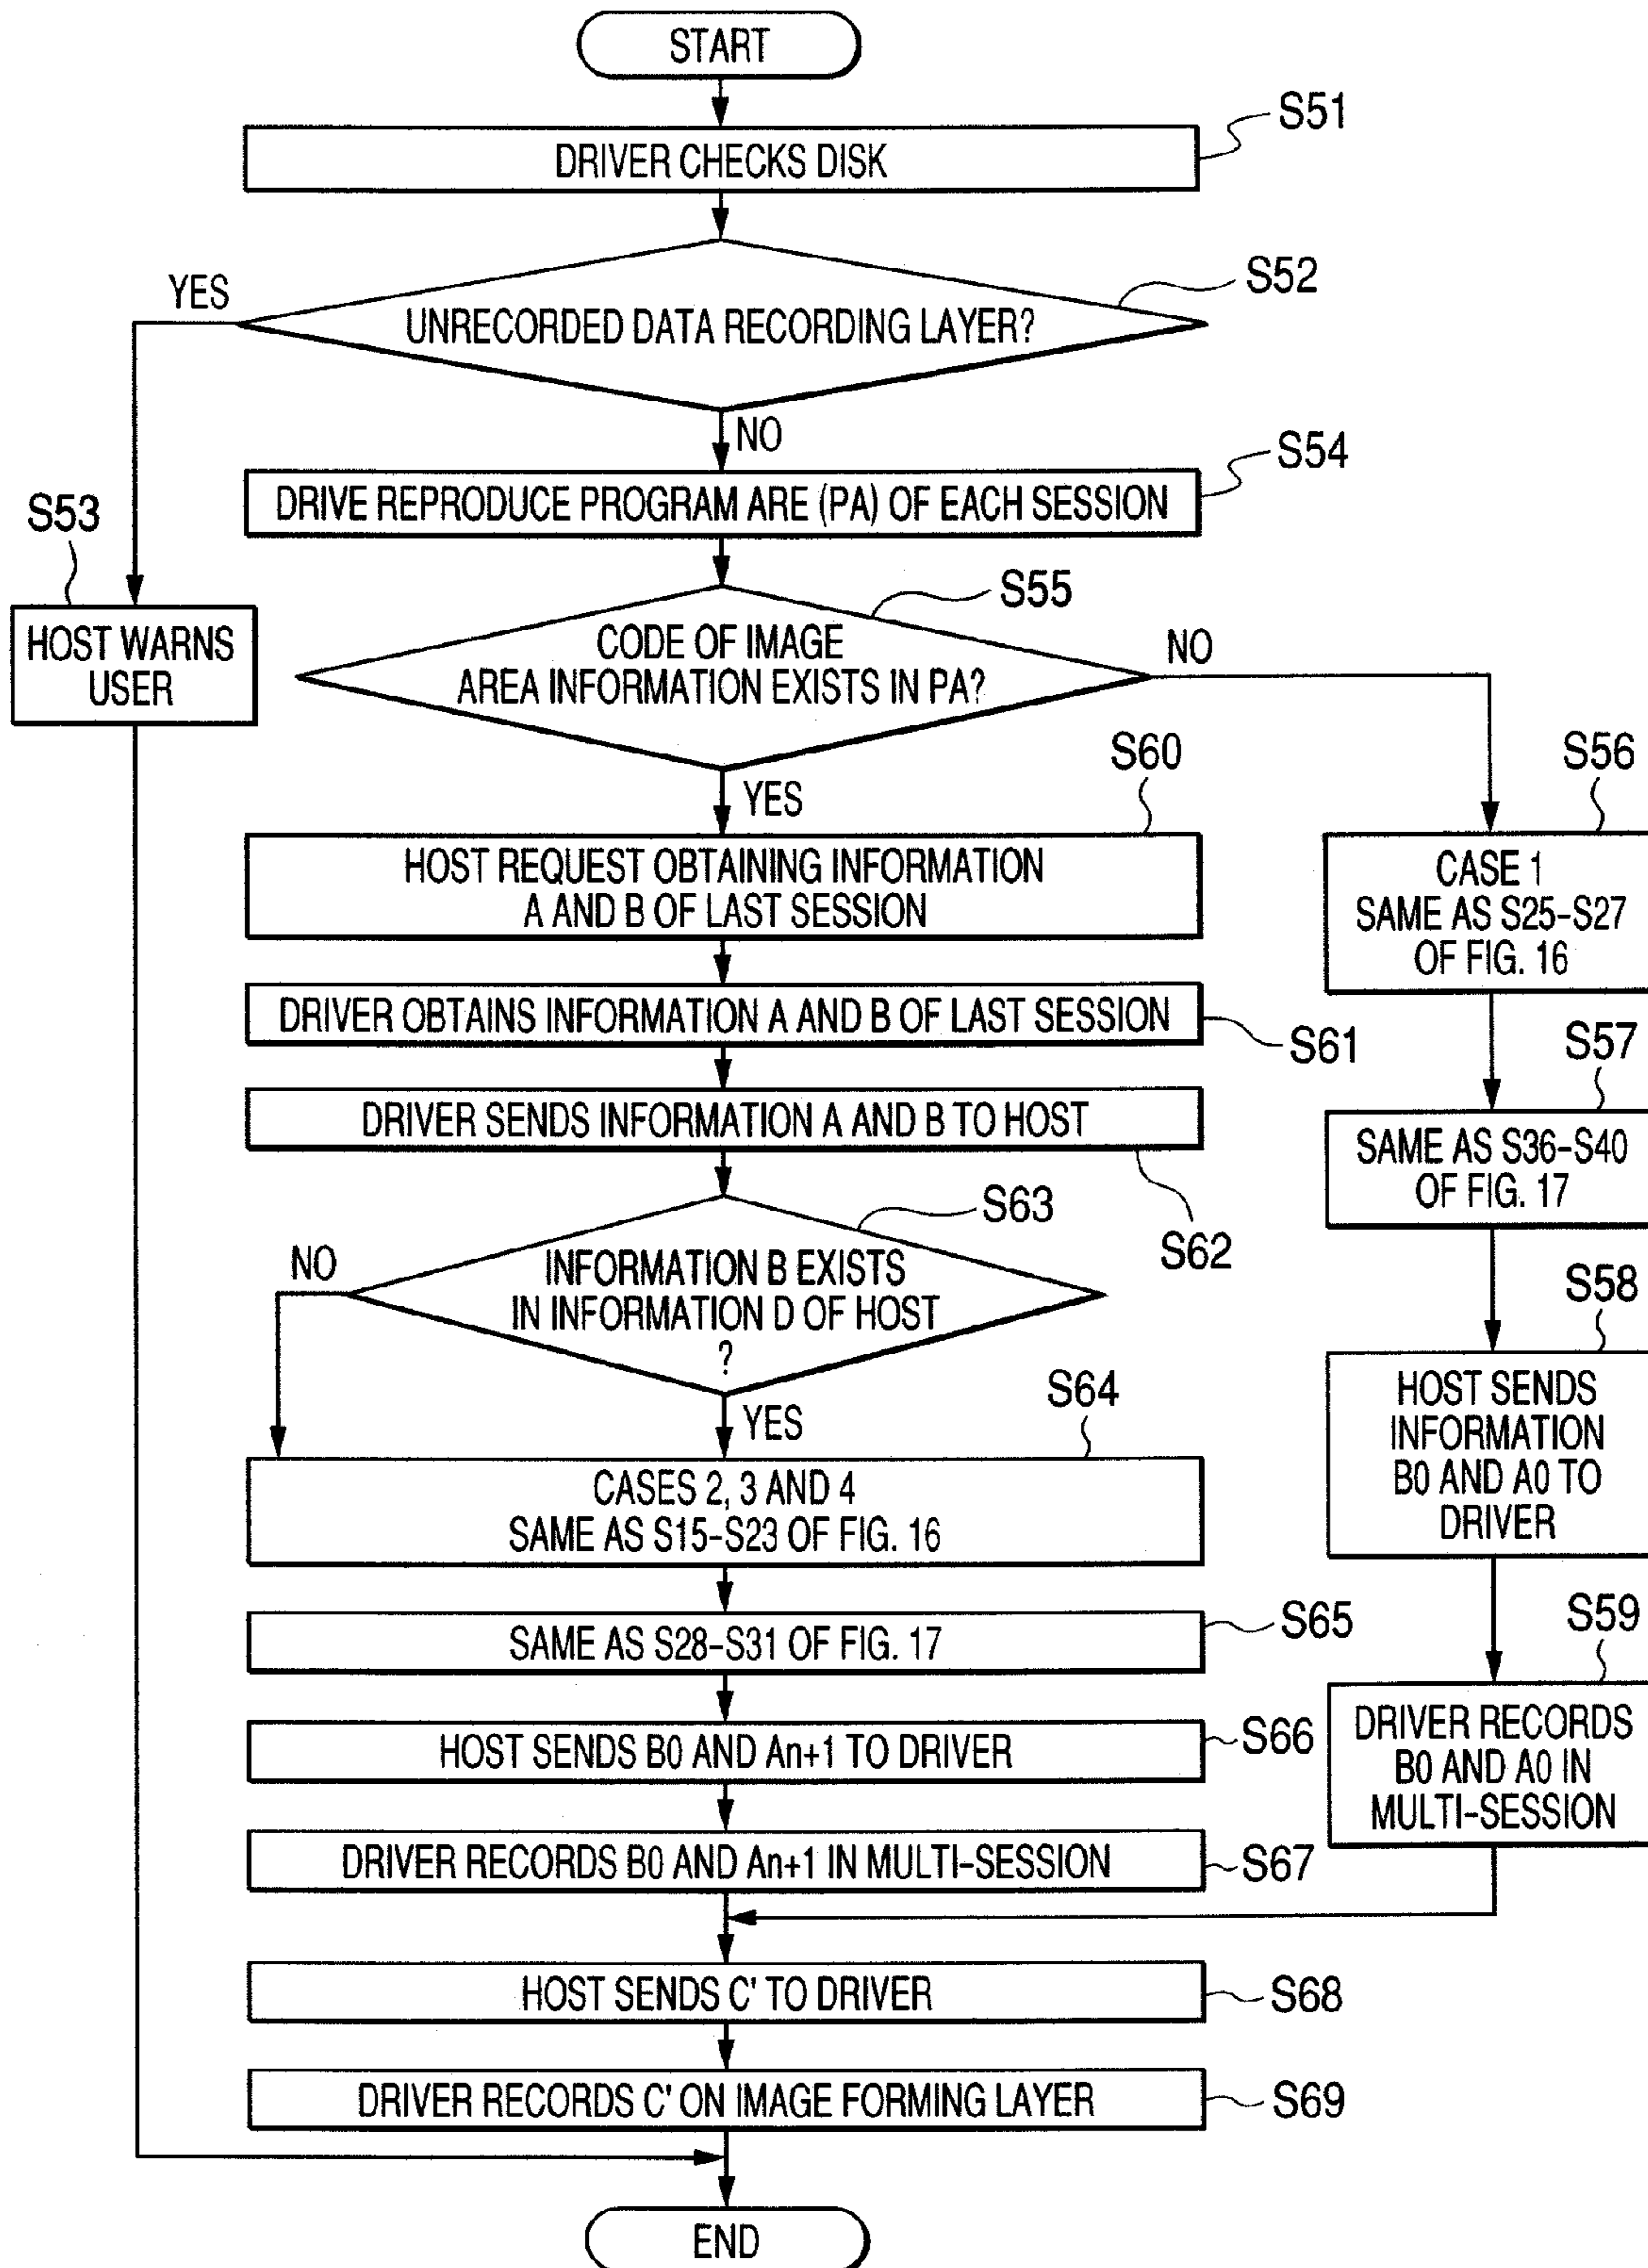 START
S51
DRIVER CHECKS DISK
YES
S52
UNRECORDED DATA RECORDING LAYER?
NO
S54
DRIVE REPRODUCE PROGRAM ARE (PA) OF EACH SESSION
S53
HOST WARNS
USER
S55
CODE OF IMAGE
AREA INFORMATION EXISTS IN PA?
NO
YES
S60
HOST REQUEST OBTAINING INFORMATION
A AND B OF LAST SESSION
S56
CASE 1
SAME AS S25-S27
OF FIG. 16
DRIVER OBTAINS INFORMATION A AND B OF LAST SESSION
S61
S57
SAME AS S36-S40
OF FIG. 17
DRIVER SENDS INFORMATION A AND B TO HOST
S62
S63
NO
INFORMATION B EXISTS
IN INFORMATION D OF HOST
?
YES
S58
HOST SENDS
INFORMATION
B0 AND A0 TO
DRIVER
S64
CASES 2, 3 AND 4
SAME AS S15-S23 OF FIG. 16
SAME AS S28-S31 OF FIG. 17
S65
S59
DRIVER RECORDS
B0 AND A0 IN
MULTI-SESSION
HOST SENDS B0 AND An+1 TO DRIVER
S66
DRIVER RECORDS B0 AND An+1 IN MULTI-SESSION
S67
HOST SENDS C' TO DRIVER
S68
DRIVER RECORDS C' ON IMAGE FORMING LAYER
S69
END